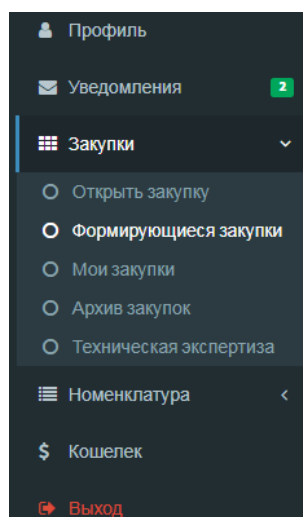 Профиль
Уведомления 2
Закупки
Открыть закупку
Формирующиеся закупки
Мои закупки
Архив закупок
Техническая экспертиза
Номенклатура
$ Кошелек
Выход